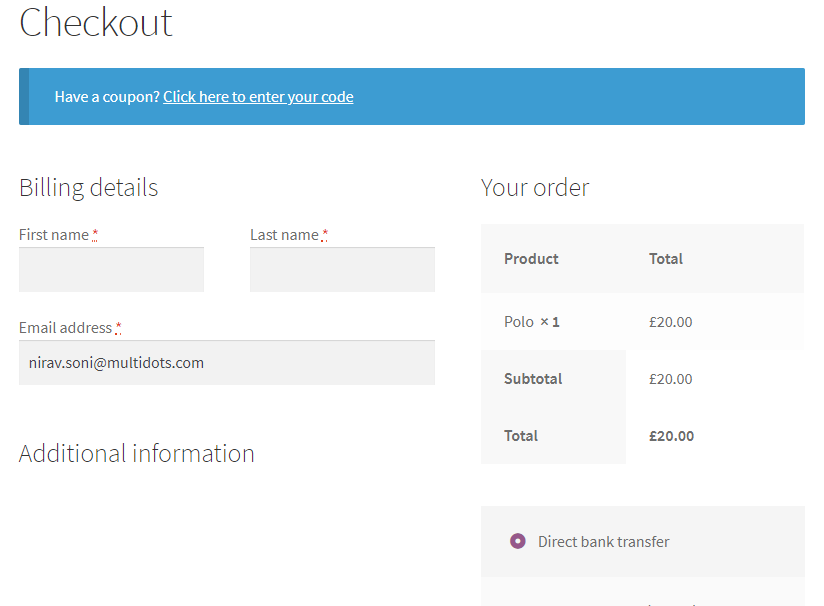 Checkout
Have a coupon? Click here to enter your code
Billing details
First name *
Last name *
Email address *
nirav.soni@multidots.com
Additional information
Your order
Product Total
Polo × 1 £20.00
Subtotal £20.00
Total £20.00
Direct bank transfer